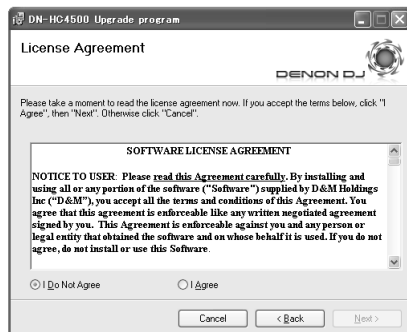 DN-HC4500 Upgrade program
License Agreement
DENON DJ
Please take a moment to read the license agreement now. If you accept the terms below, click "I
Agree", then "Next". Otherwise click "Cancel".
SOFTWARE LICENSE AGREEMENT
NOTICE TO USER: Please read this Agreement carefully. By installing and
using all or any portion of the software ("Software") supplied by D&M Holdings
Inc ("D&M"), you accept all the terms and conditions of this Agreement. You
agree that this agreement is enforceable like any written negotiated agreement
signed by you. This Agreement is enforceable against you and any person or
legal entity that obtained the software and on whose behalf it is used. If you do not
agree, do not install or use this Software.
I Do Not Agree
I Agree
Cancel
< Back
Next >